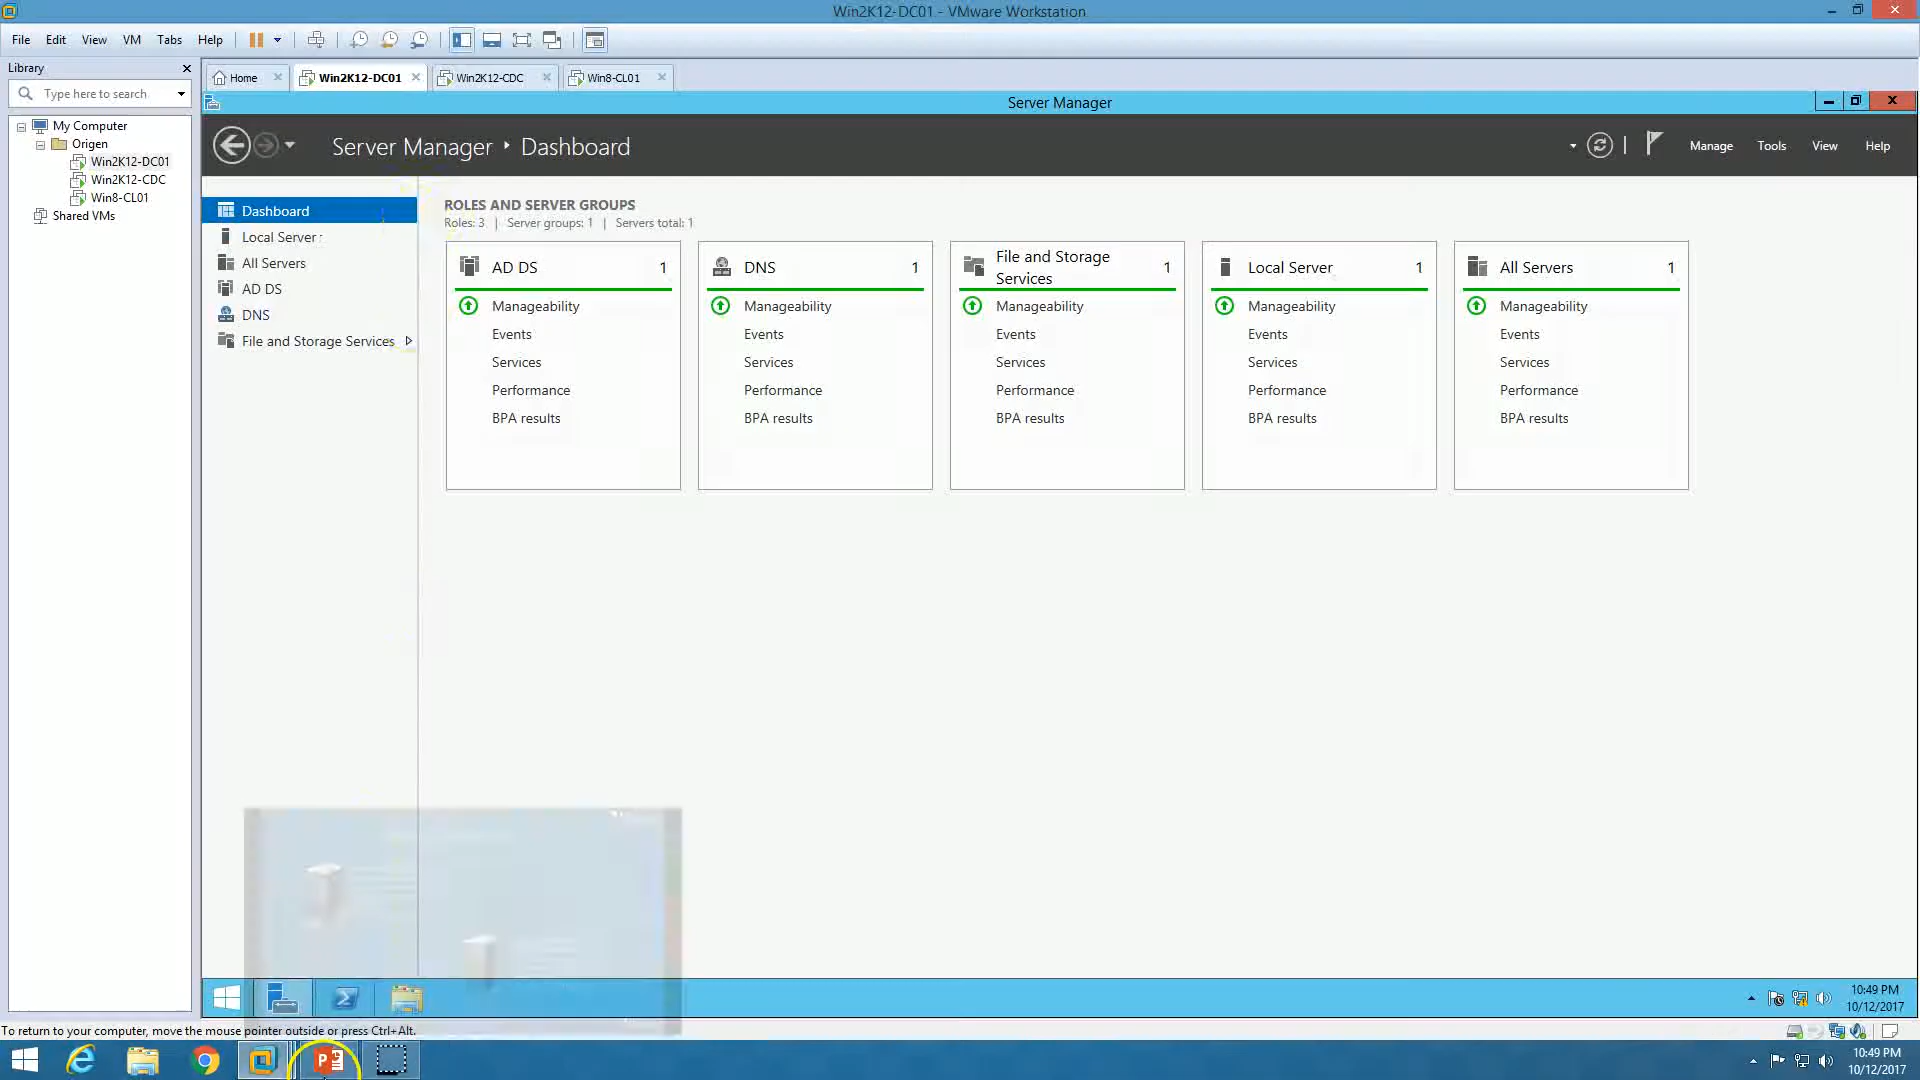 Win2K12-DC01 - VMware Workstation
File Edit View VM Tabs Help
Library
Type here to search
My Computer
Origen
Win2K12-DC01
Win2K12-CDC
Win8-CL01
Shared VMs
Home Win2K12-DC01 Win2K12-CDC Win8-CL01
Server Manager
Server Manager Dashboard
Manage Tools View Help
Dashboard
Local Server
All Servers
AD DS
DNS
File and Storage Services
ROLES AND SERVER GROUPS
Roles: 3 | Server groups: 1 | Servers total: 1
AD DS 1
Manageability
Events
Services
Performance
BPA results
DNS 1
Manageability
Events
Services
Performance
BPA results
File and Storage
Services 1
Manageability
Events
Services
Performance
BPA results
Local Server 1
Manageability
Events
Services
Performance
BPA results
All Servers 1
Manageability
Events
Services
Performance
BPA results
10:49 PM
10/12/2017
To return to your computer, move the mouse pointer outside or press Ctrl+Alt.
10:49 PM
10/12/2017